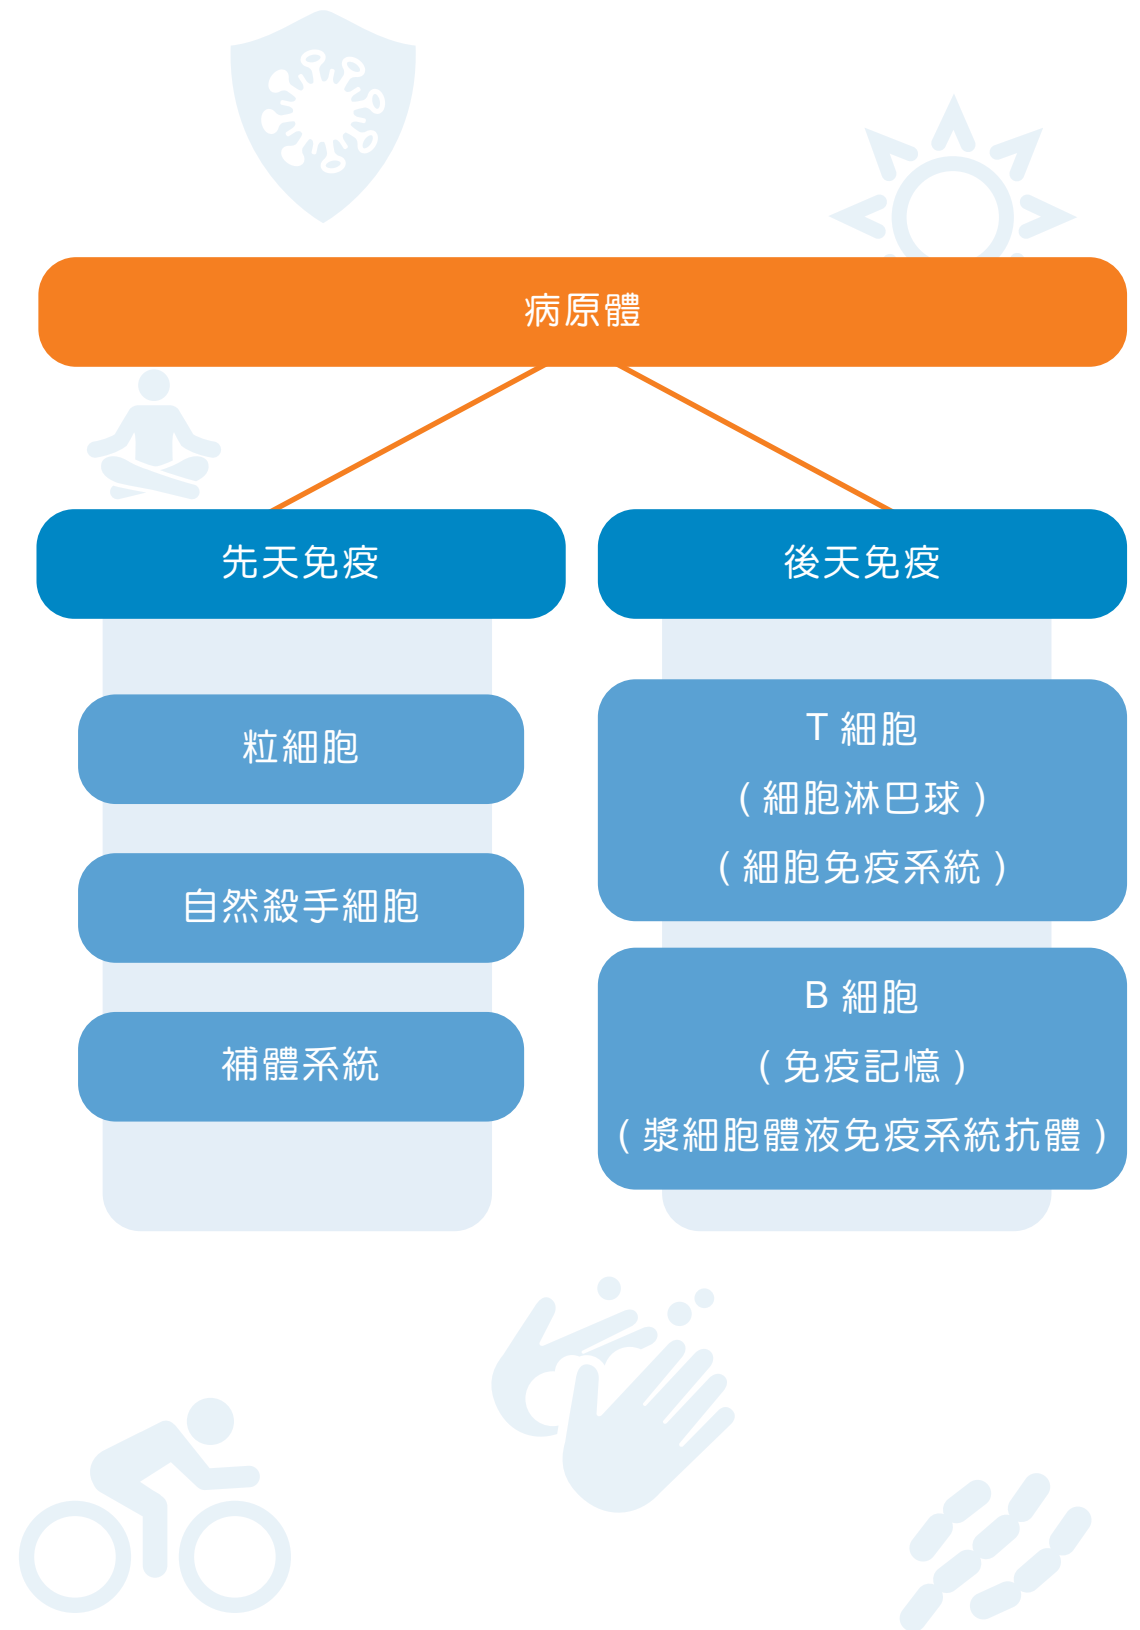 病原體
先天免疫
粒細胞
自然殺手細胞
補體系統
後天免疫
T 細胞
( 細胞淋巴球 )
( 細胞免疫系統 )
B 細胞
( 免疫記憶 )
( 漿細胞體液免疫系統抗體 )